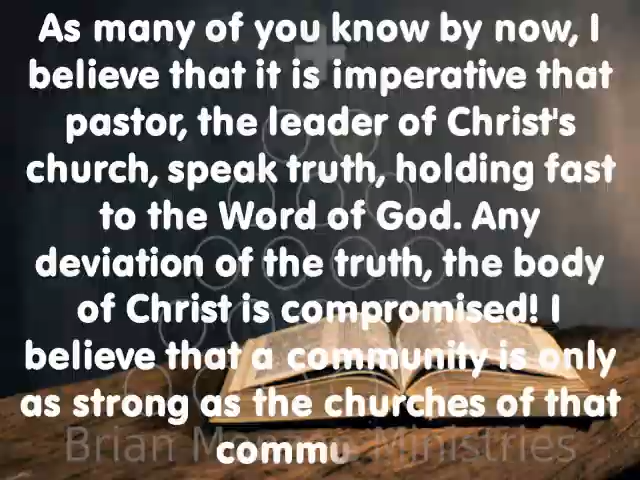 As many of you know by now, I
believe that it is imperative that
pastor, the leader of Christ's
church, speak truth, holding fast
to the Word of God. Any
deviation of the truth, the body
of Christ is compromised! I
believe that a community is only
as strong as the churches of that
commu
Brian Ministries